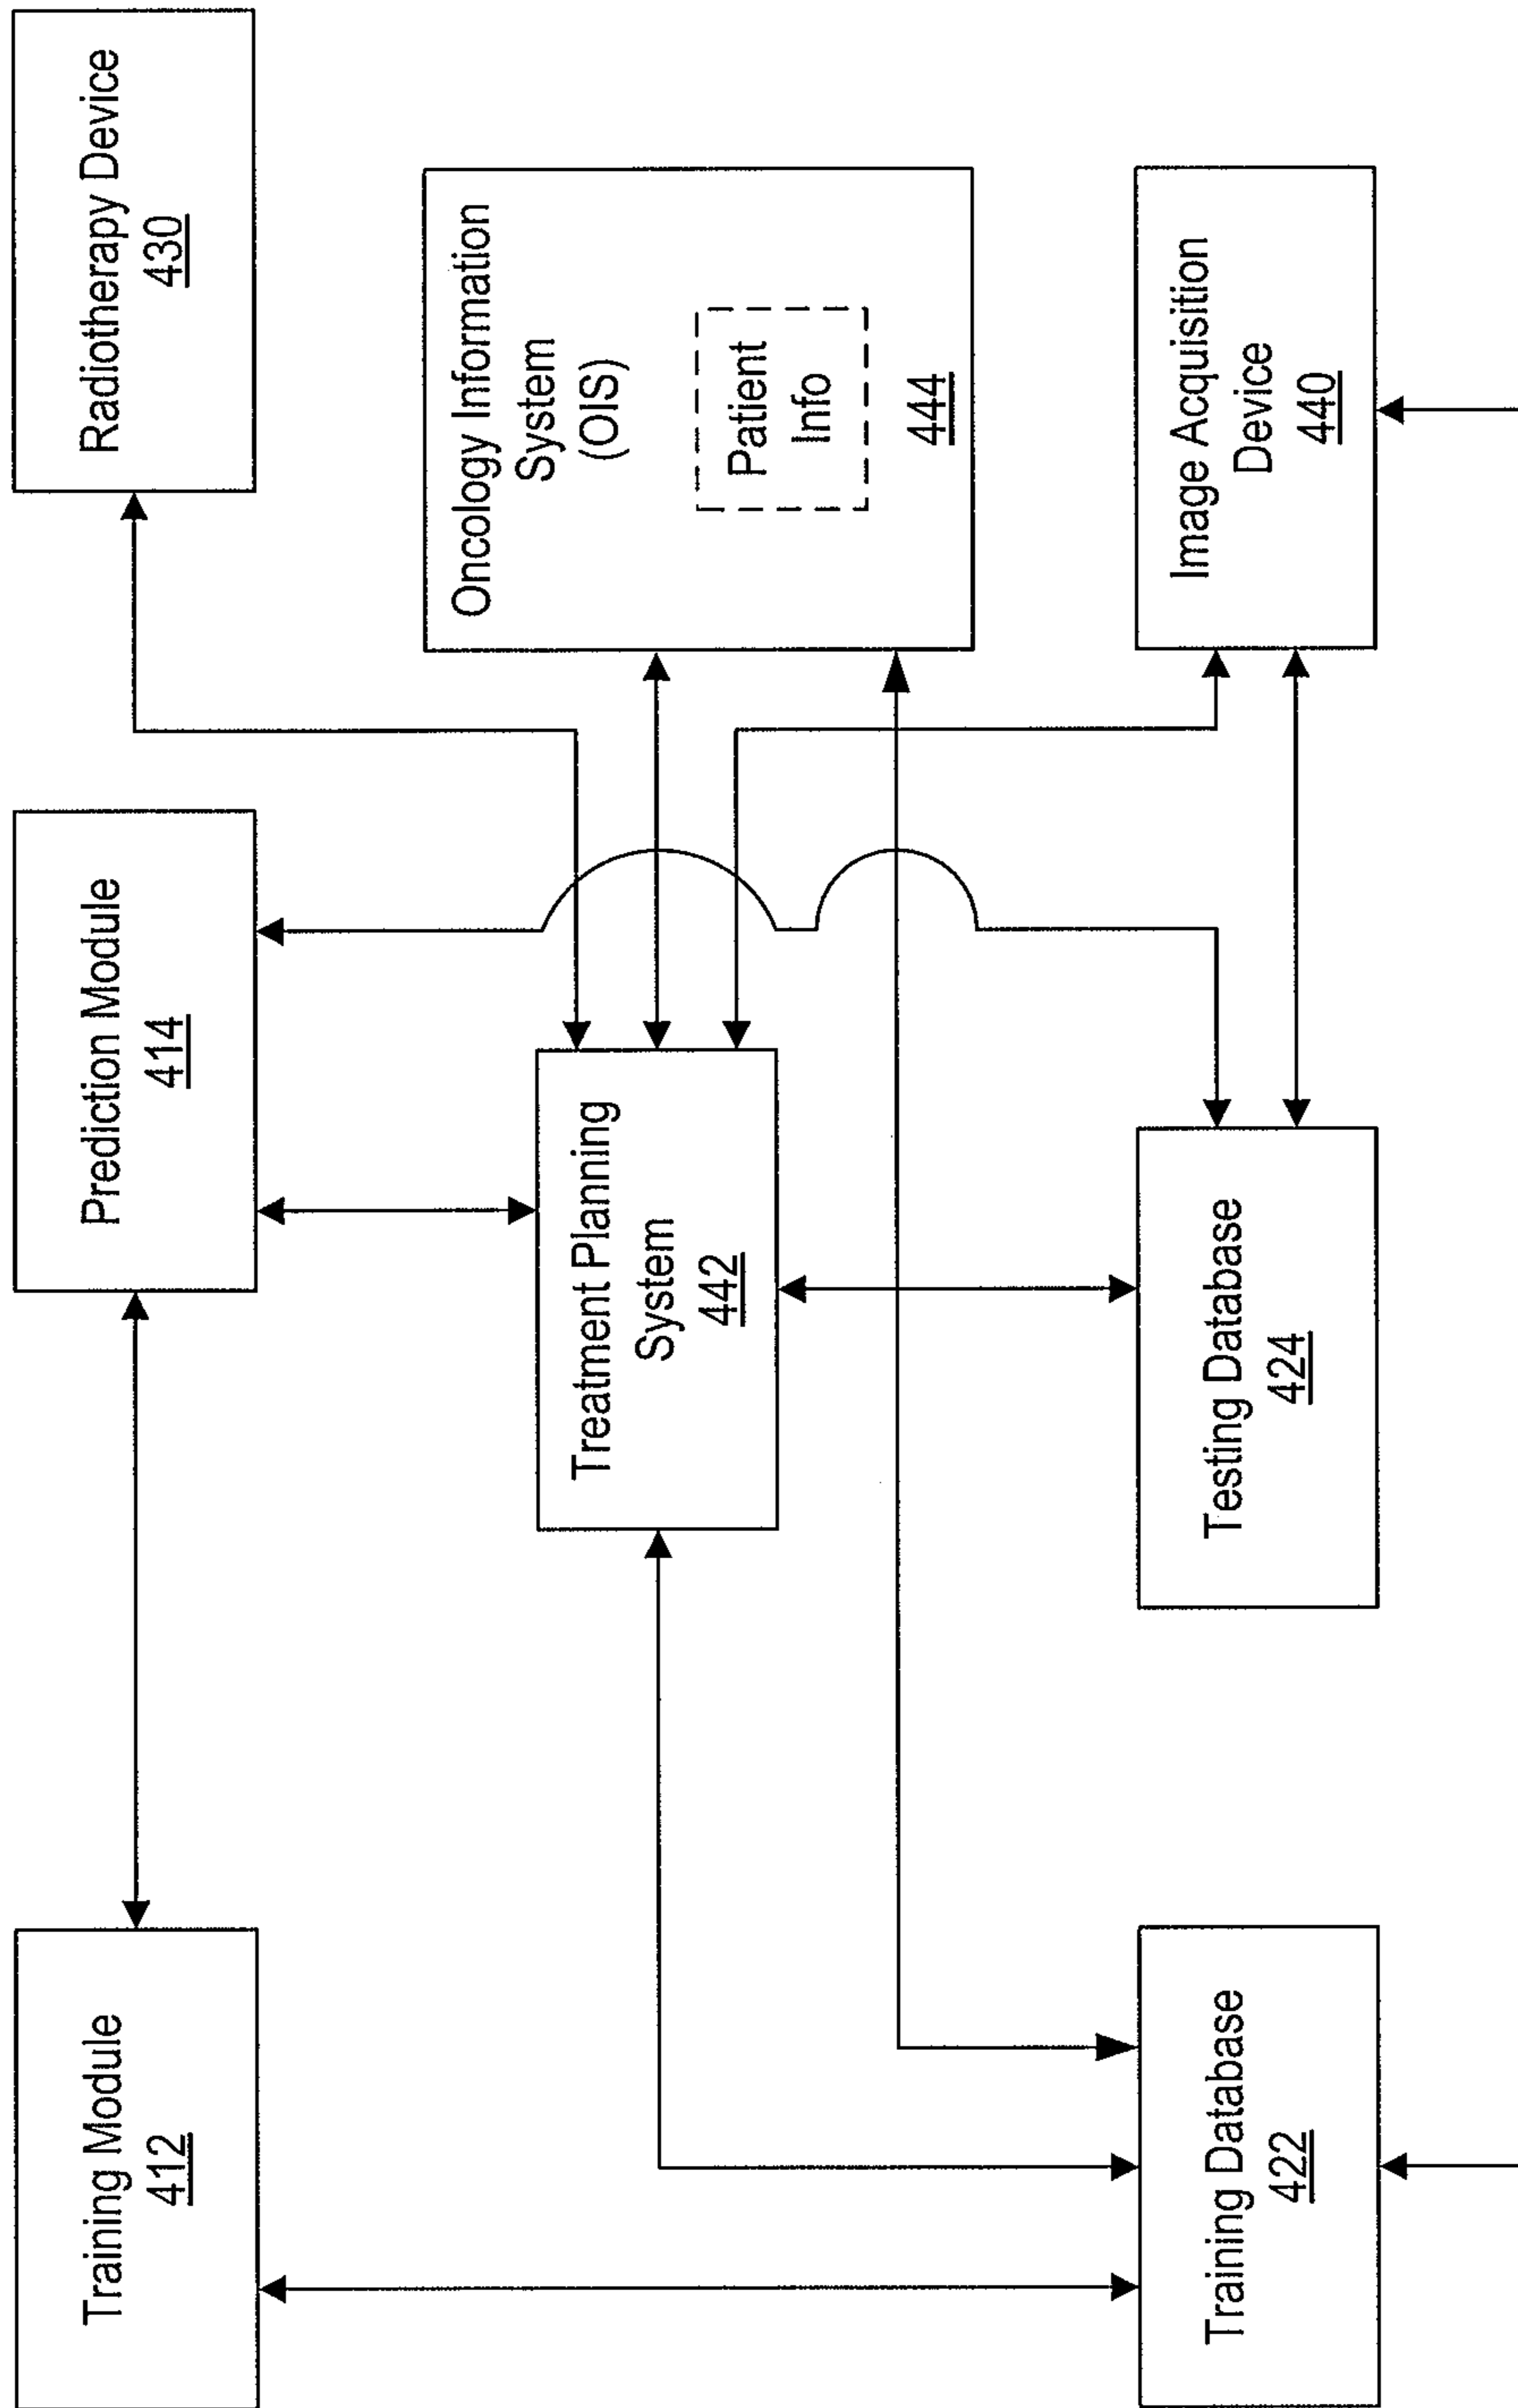 Training Module
412
Prediction Module
414
Radiotherapy Device
430
Treatment Planning
System
442
Oncology Information
System
(OIS)
Patient
Info
444
Training Database
422
Testing Database
424
Image Acquisition
Device
440